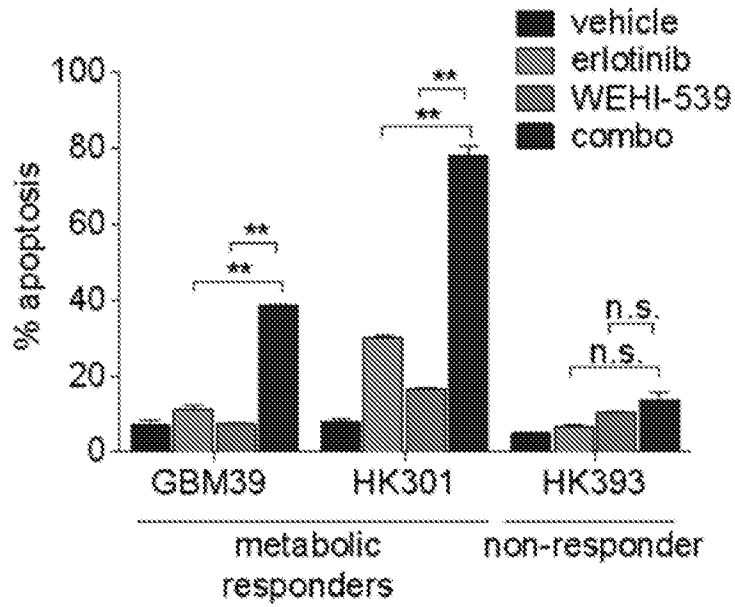 vehicle
erlotinib
WEHI-539
combo
% apoptosis
100
80
60
40
20
0
**
**
**
**
n.s.
n.s.
GBM39
HK301
HK393
metabolic
responders
non-responder